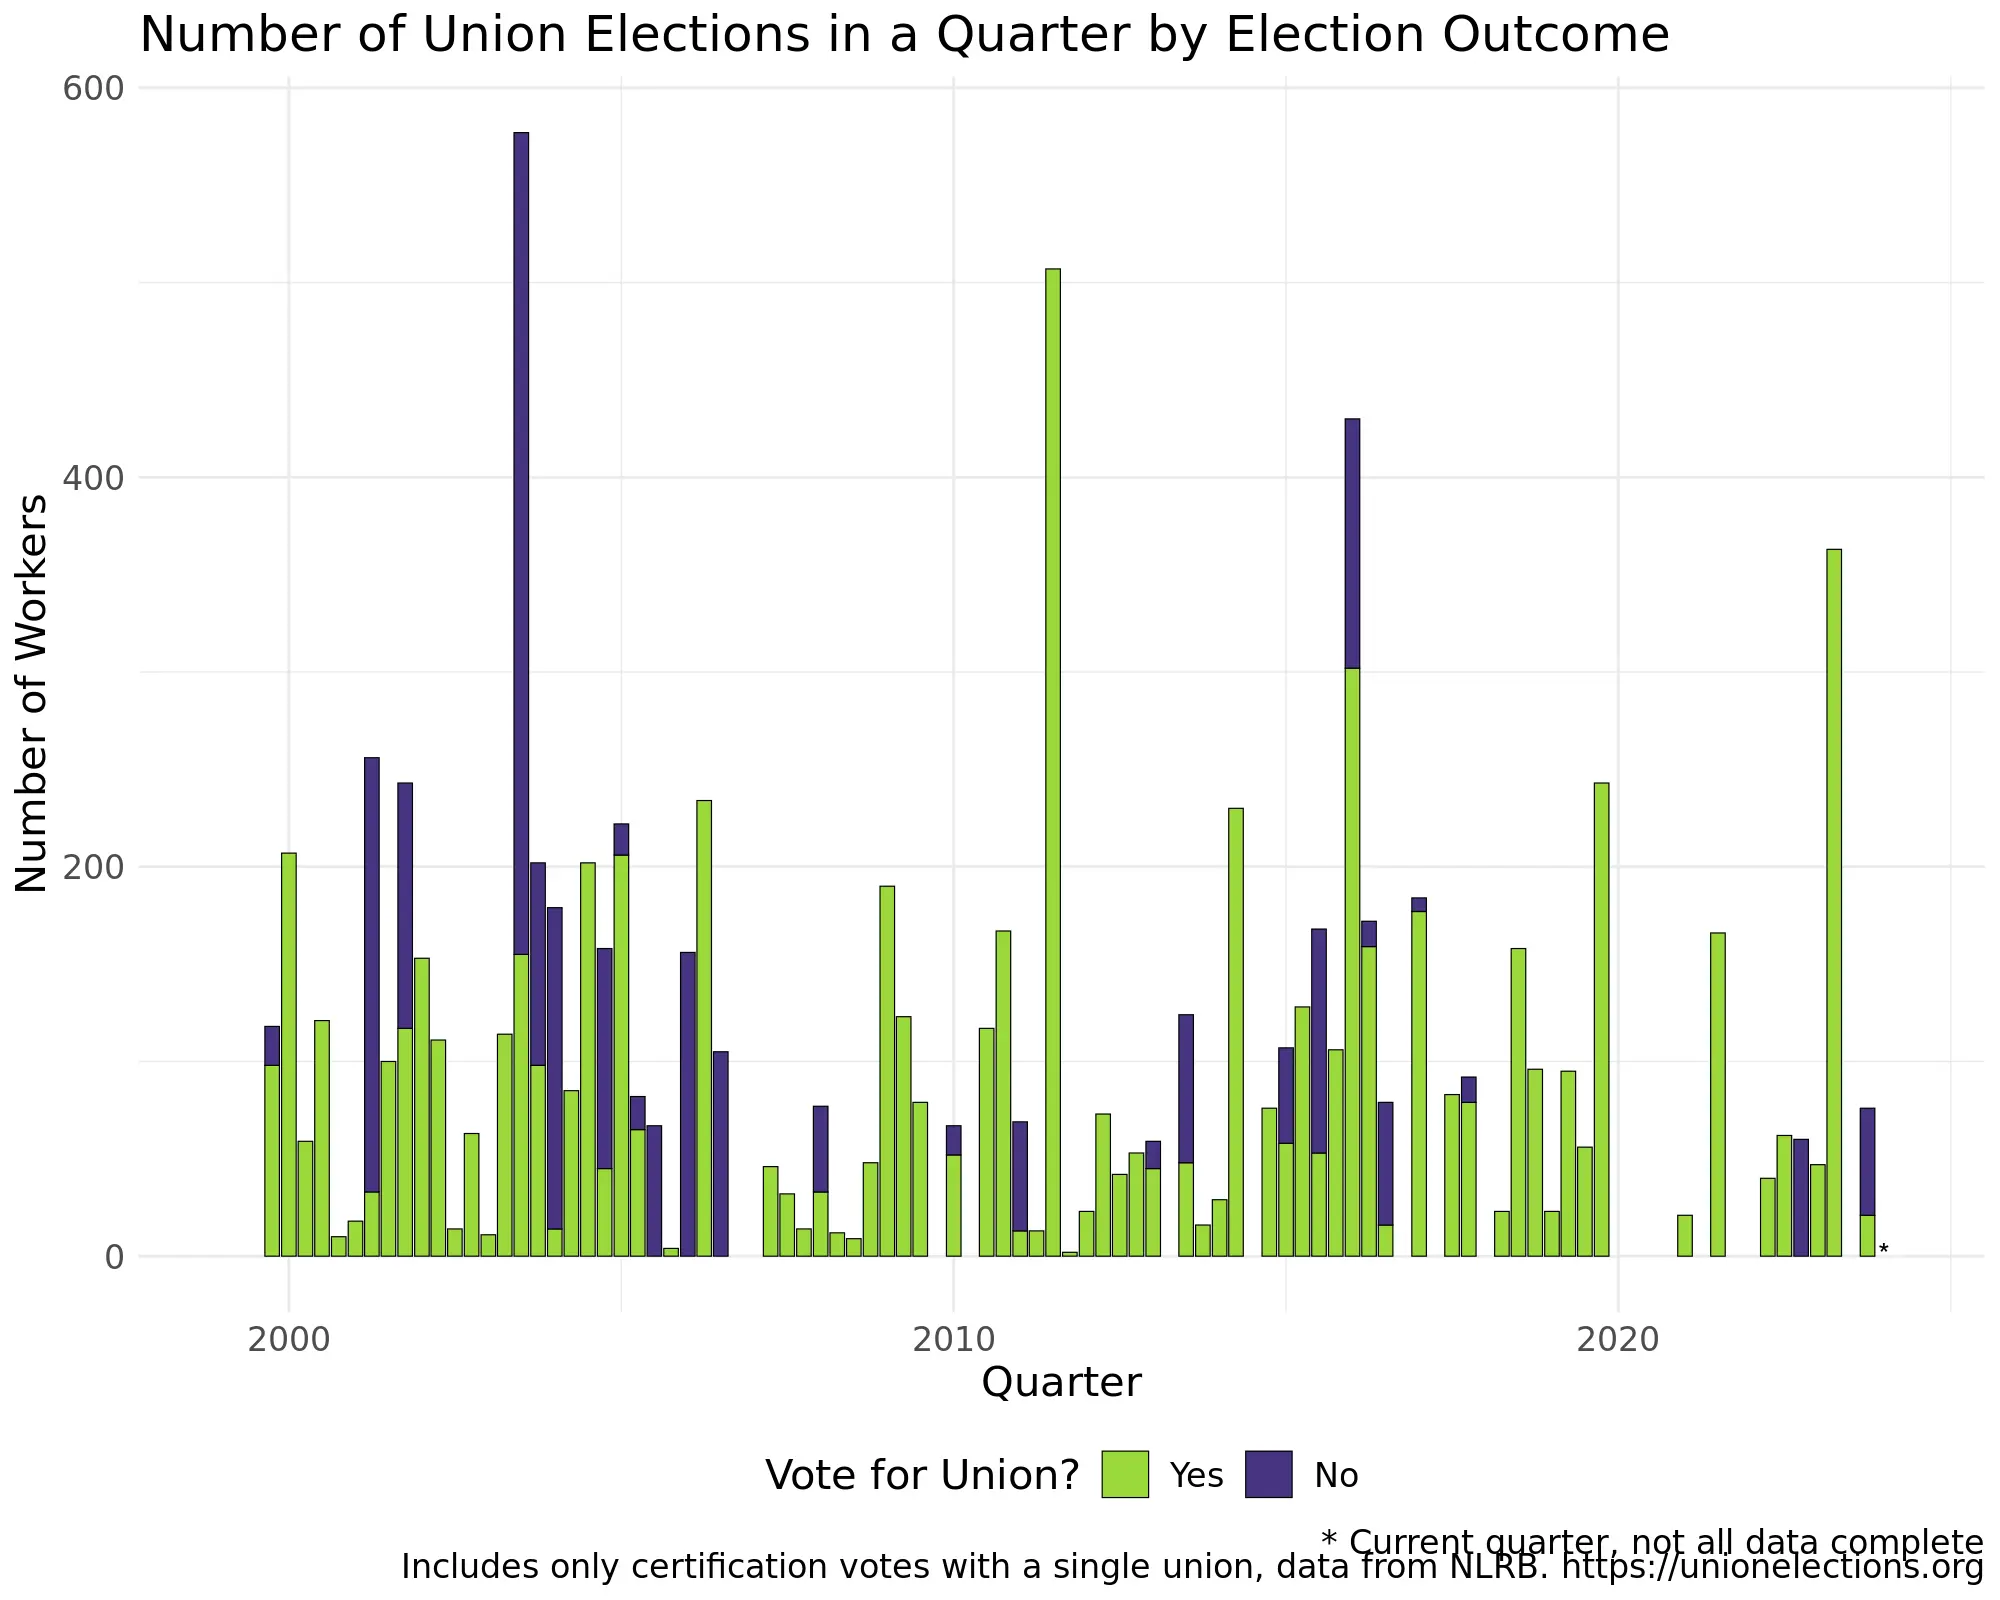 Number of Union Elections in a Quarter by Election Outcome
Number of Workers
600
400
200
0
*
2000
2010
2020
Quarter
Vote for Union?
Yes
No
* Current quarter, not all data complete
Includes only certification votes with a single union, data from NLRB. https://unionelections.org